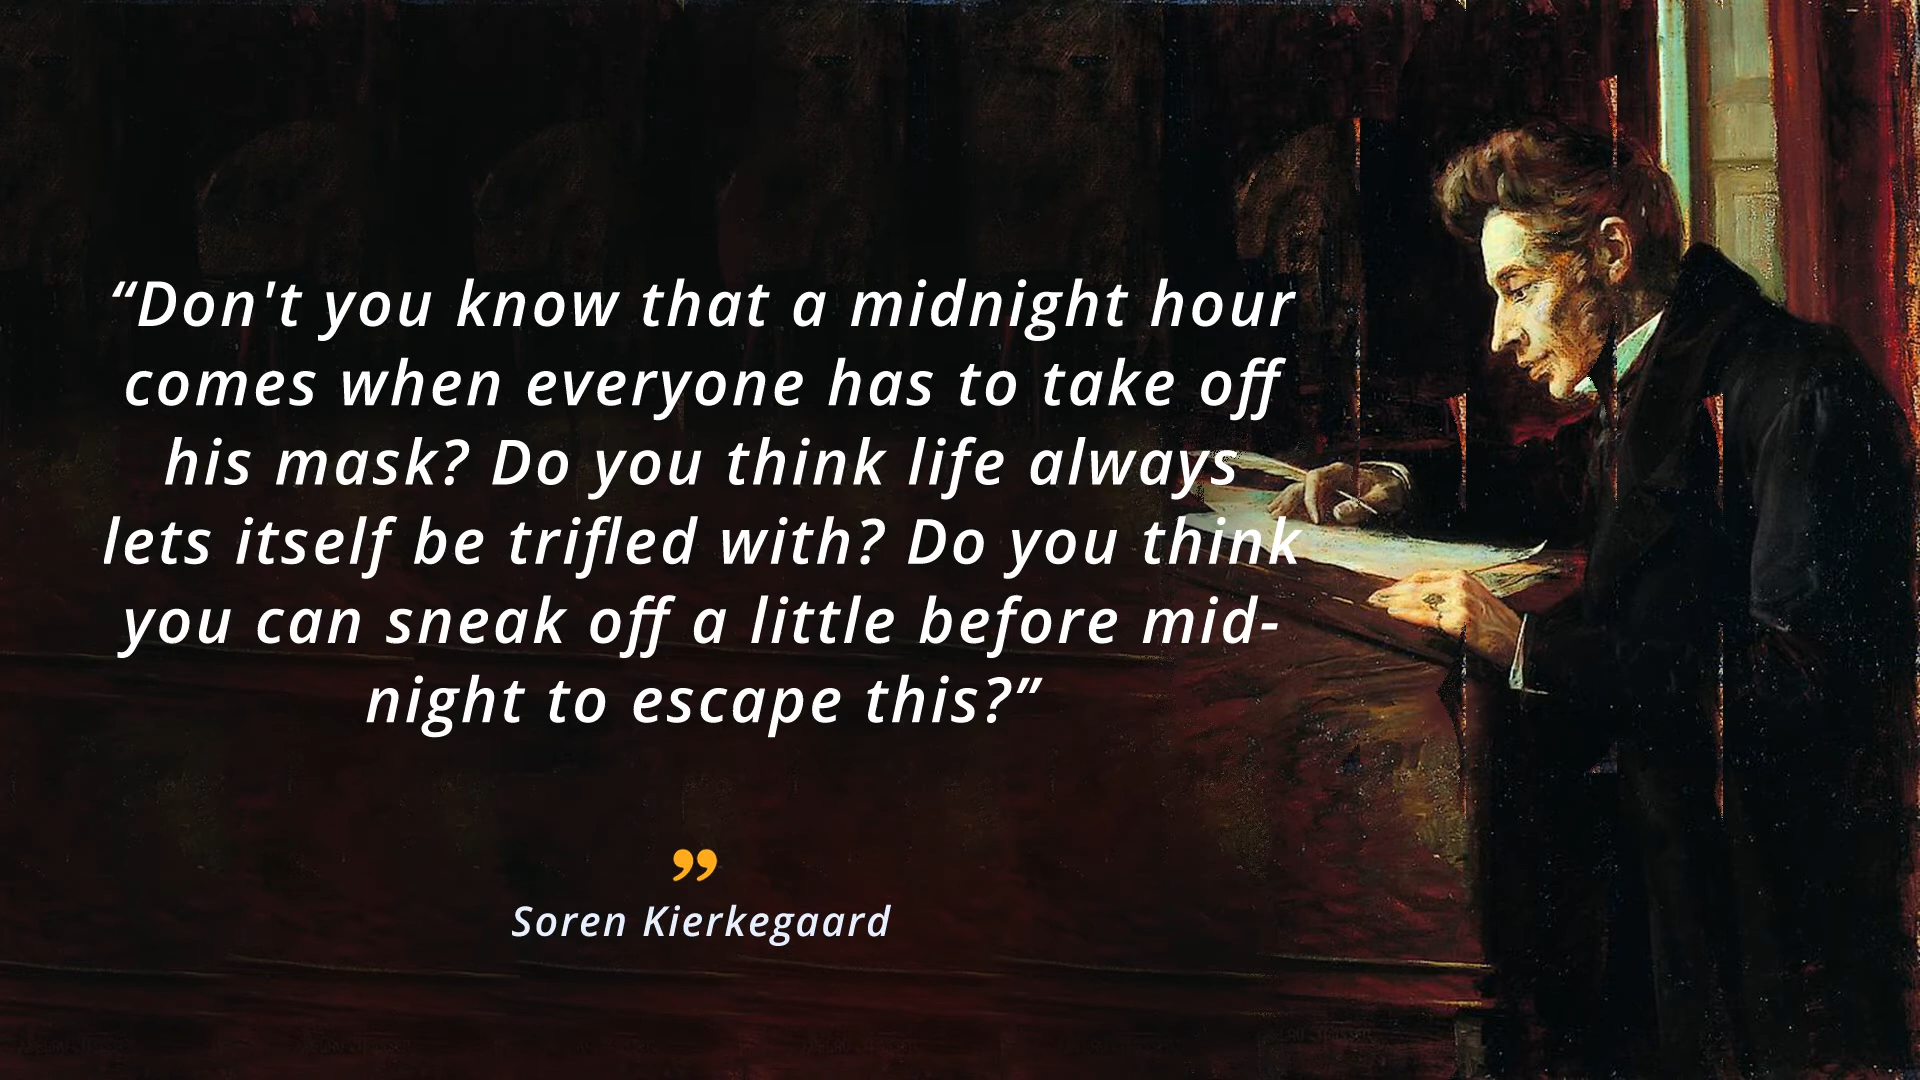 “Don't you know that a midnight hour
comes when everyone has to take off
his mask? Do you think life always
lets itself be trifled with? Do you think
you can sneak off a little before mid-
night to escape this?”
”
Soren Kierkegaard